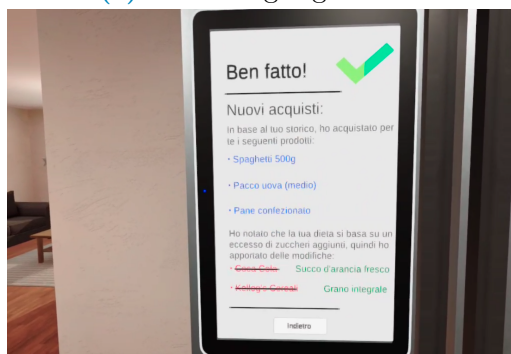 Ben fatto!
Nuovi acquisti:
In base al tuo storico, ho acquistato per
te i seguenti prodotti:
· Spaghetti 500g
· Pacco uova (medio)
· Pane confezionato
Ho notato che la tua dieta si basa su un
eccesso di zuccheri aggiunti, quindi ho
apportato delle modifiche:
· Coca Cola Succo d'arancia fresco
· Kellog's Cereali Grano integrale
Indietro